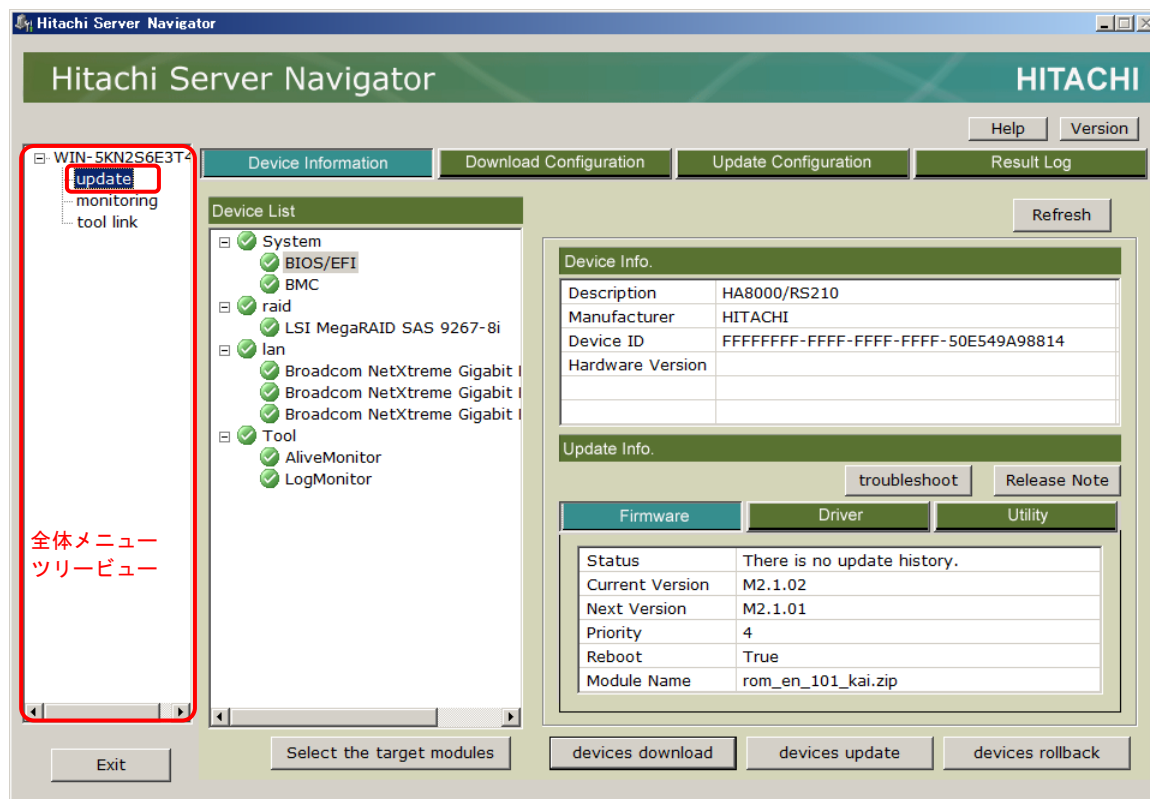 Hitachi Server Navigator
Hitachi Server Navigator
HITACHI
Help
Version
WIN-5KN2S6E3T4
update
monitoring
tool link
全体メニュー
ツリービュー
Exit
Device Information
Download Configuration
Update Configuration
Result Log
Device List
System
BIOS/EFI
BMC
raid
LSI MegaRAID SAS 9267-8i
lan
Broadcom NetXtreme Gigabit
Broadcom NetXtreme Gigabit
Broadcom NetXtreme Gigabit
Tool
AliveMonitor
LogMonitor
Select the target modules
Refresh
Device Info.
Description HA8000/RS210
Manufacturer HITACHI
Device ID FFFFFFFF-FFFF-FFFF-FFFF-50E549A98814
Hardware Version
Update Info.
troubleshoot
Release Note
Firmware
Driver
Utility
Status There is no update history.
Current Version M2.1.02
Next Version M2.1.01
Priority 4
Reboot True
Module Name rom_en_101_kai.zip
devices download
devices update
devices rollback